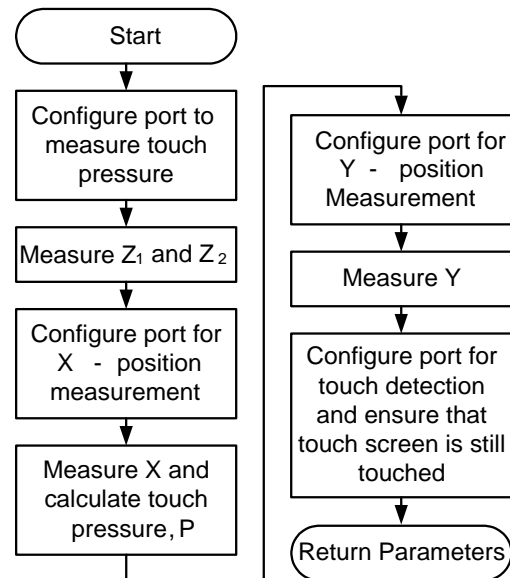 Start
Configure port to
measure touch
pressure
Measure Z₁ and Z₂
Configure port for
X - position
measurement
Measure X and
calculate touch
pressure, P
Configure port for
Y - position
Measurement
Measure Y
Configure port for
touch detection
and ensure that
touch screen is still
touched
Return Parameters